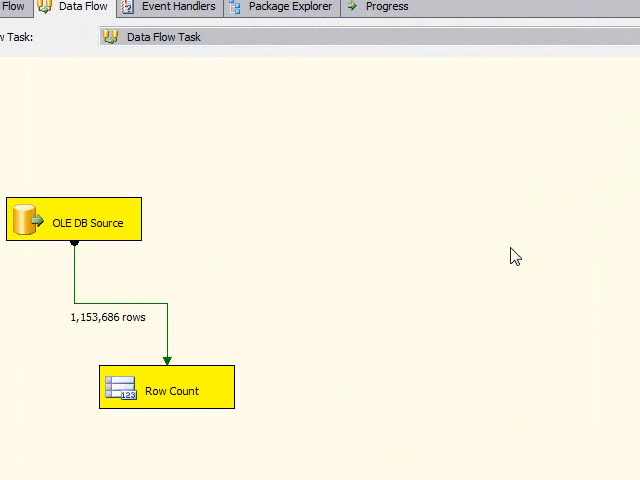 Flow Data Flow Event Handlers Package Explorer Progress
w Task: Data Flow Task
OLE DB Source
1,153,686 rows
123 Row Count